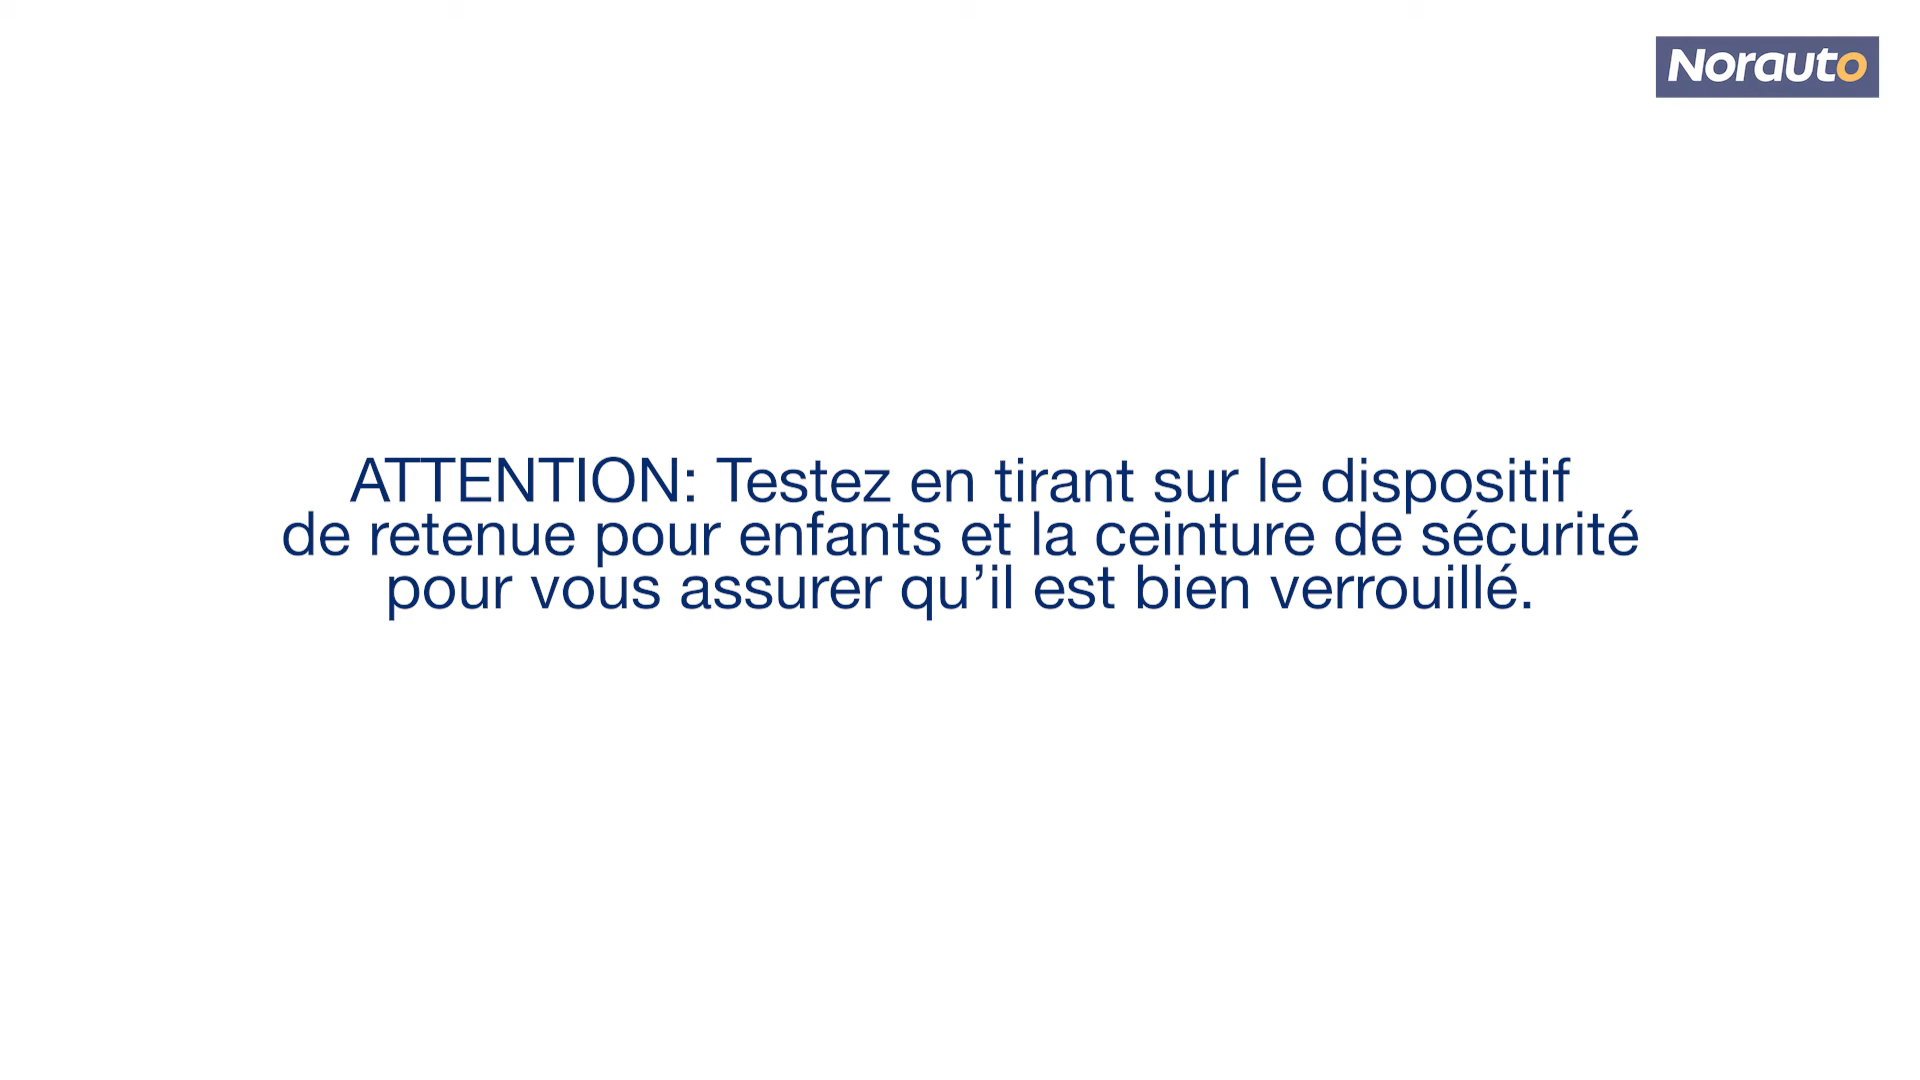 Norauto
ATTENTION: Testez en tirant sur le dispositif
de retenue pour enfants et la ceinture de sécurité
pour vous assurer qu’il est bien verrouillé.